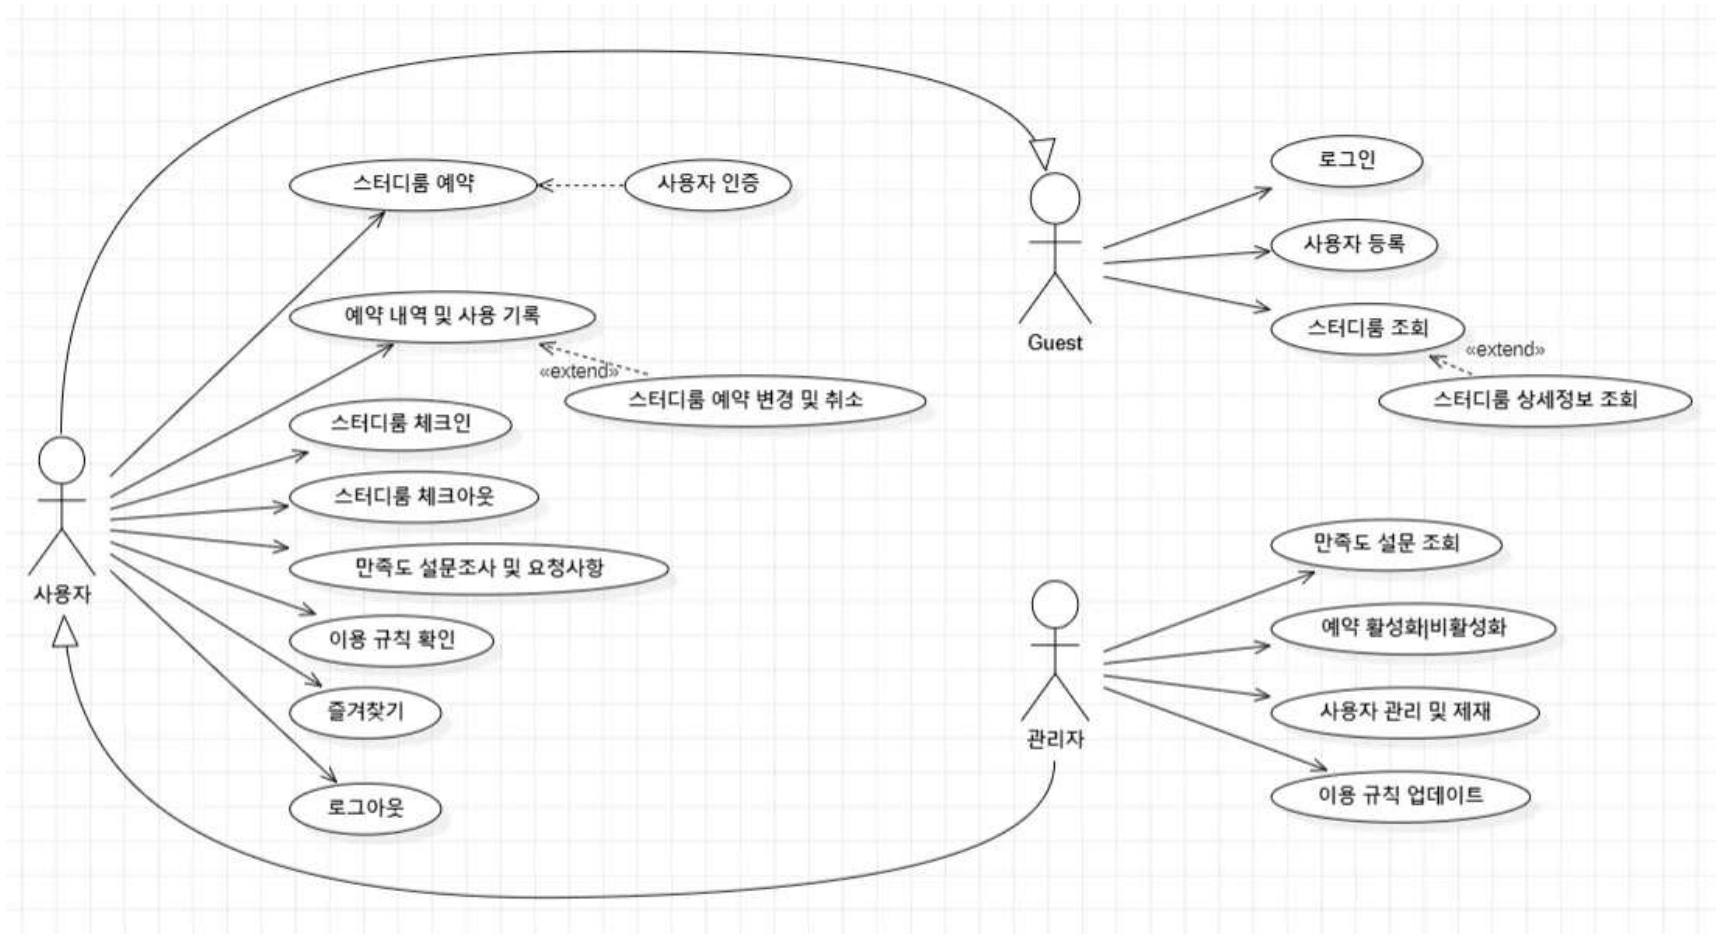 로그인
스터디룸 예약
사용자 인증
사용자 등록
예약 내역 및 사용 기록
스터디룸 조회
Guest
«extend»
«extend»
스터디룸 예약 변경 및 취소
스터디룸 상세정보 조회
스터디룸 체크인
스터디룸 체크아웃
만족도 설문 조회
만족도 설문조사 및 요청사항
사용자
예약 활성화|비활성화
이용 규칙 확인
즐겨찾기
사용자 관리 및 제재
관리자
로그아웃
이용 규칙 업데이트